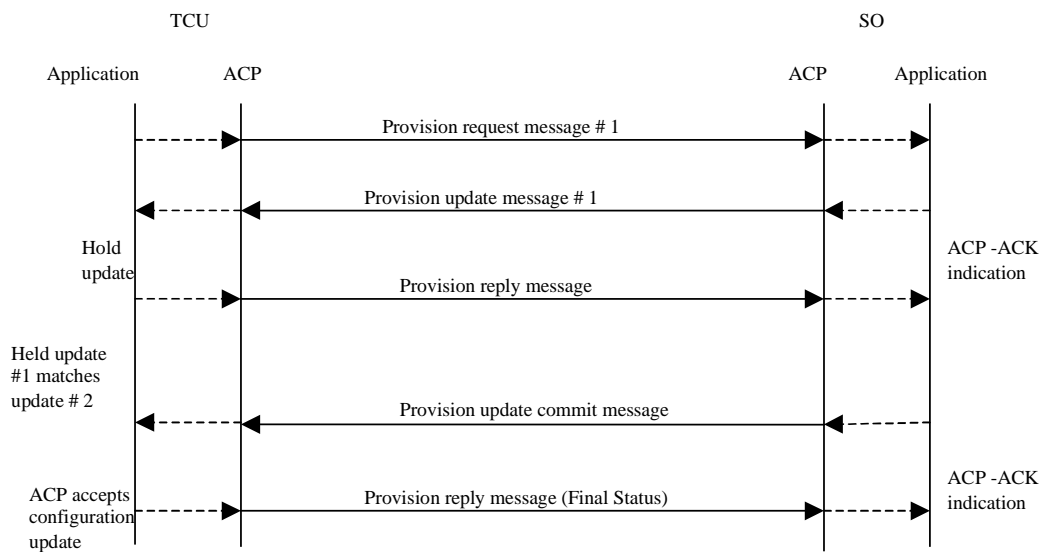 TCU
SO
Application
ACP
ACP
Application
Provision request message # 1
Provision update message # 1
Hold
update
ACP -ACK
indication
Provision reply message
Held update
#1 matches
update # 2
Provision update commit message
ACP accepts
configuration
update
Provision reply message (Final Status)
ACP -ACK
indication